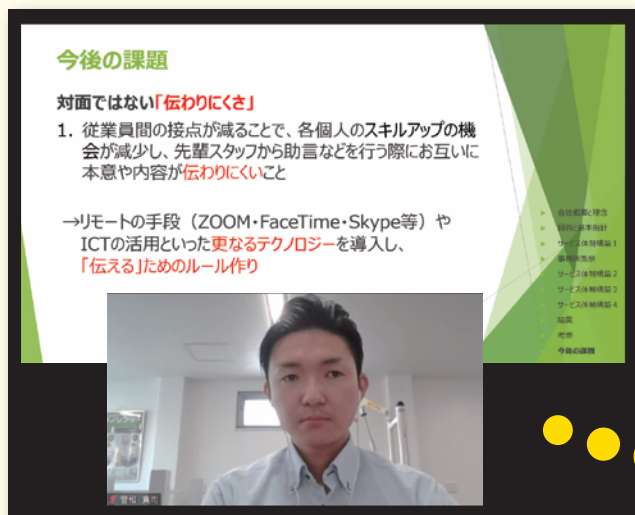 今後の課題
対面ではない「伝わりにくさ」
1. 従業員間の接点が減ることで、各個人のスキルアップの機
会が減少し、先輩スタッフから助言などを行う際にお互いに
本意や内容が伝わりにくいこと
→リモートの手段（ZOOM・FaceTime・Skype等）や
ICTの活用といった更なるテクノロジーを導入し、
「伝える」ためのルール作り
会社概要と理念
目的と基本指針
サービス体制構築1
サービス体制構築2
サービス体制構築3
サービス体制構築4
結果
考察
今後の課題